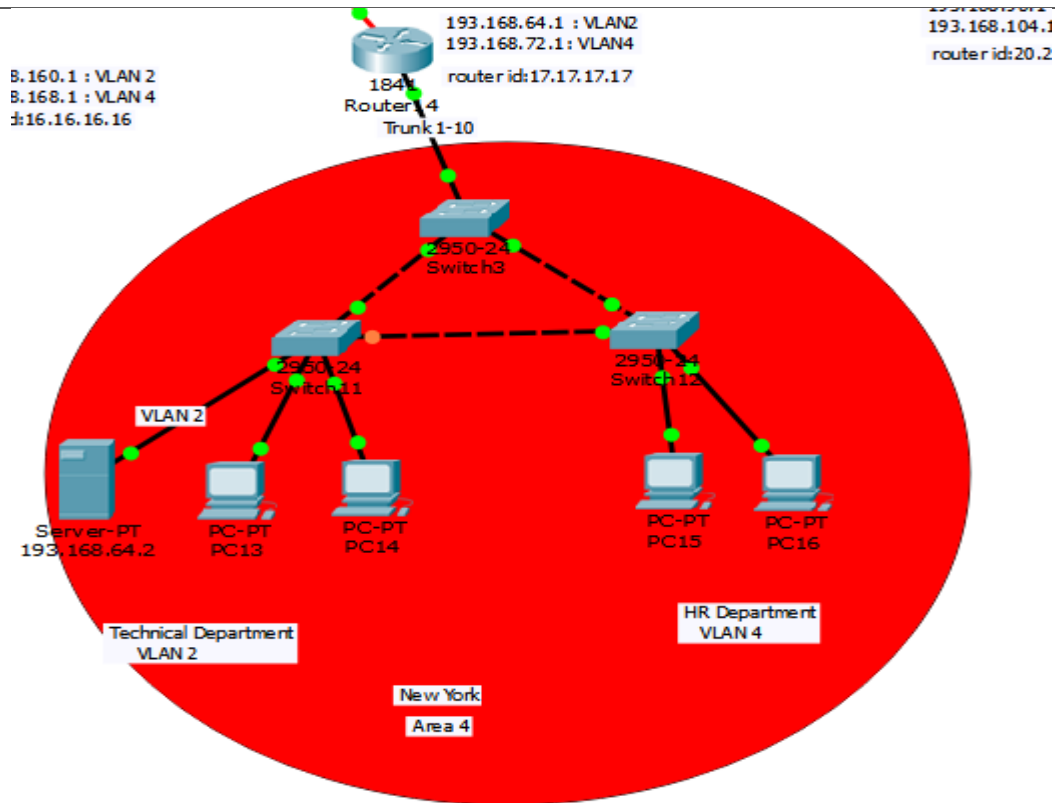 193.168.64.1 : VLAN2
193.168.72.1 : VLAN4
router id:17.17.17.17
193.168.104.1
router id:20.2
8.160.1 : VLAN 2
8.168.1 : VLAN 4
d:16.16.16.16
1841
Router14
Trunk 1-10
2950-24
Switch3
2950-24
Switch11
2950-24
Switch12
VLAN 2
Server-PT
193.168.64.2
PC-PT
PC13
PC-PT
PC14
PC-PT
PC15
PC-PT
PC16
Technical Department
VLAN 2
HR Department
VLAN 4
New York
Area 4